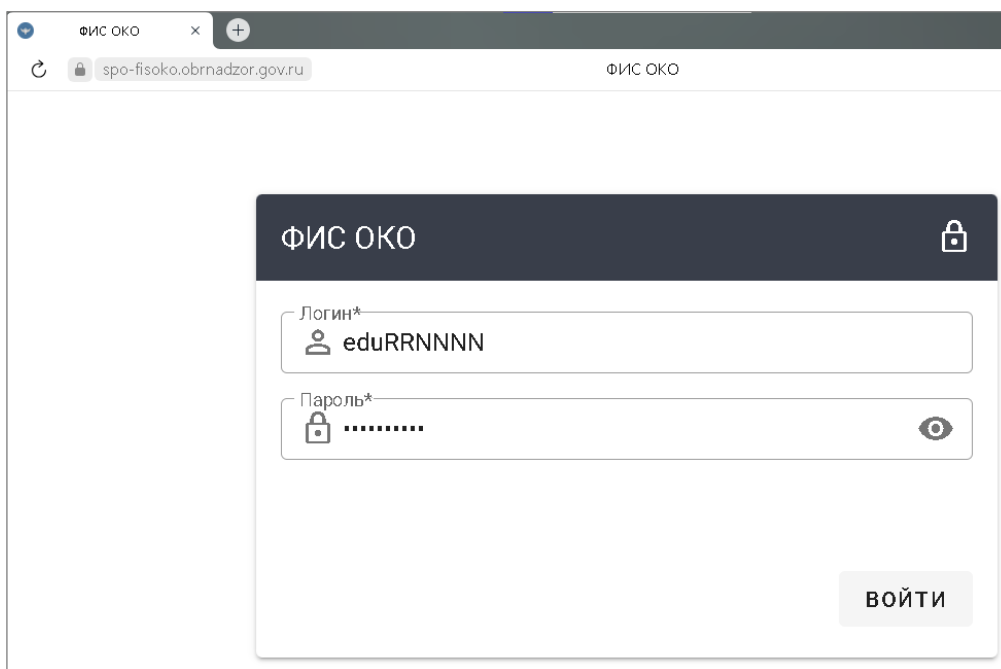 ФИС ОКО
spo-fisoko.obrnadzor.gov.ru ФИС ОКО
ФИС ОКО
Логин*
eduRRNNNN
Пароль*
••••••••••
ВОЙТИ